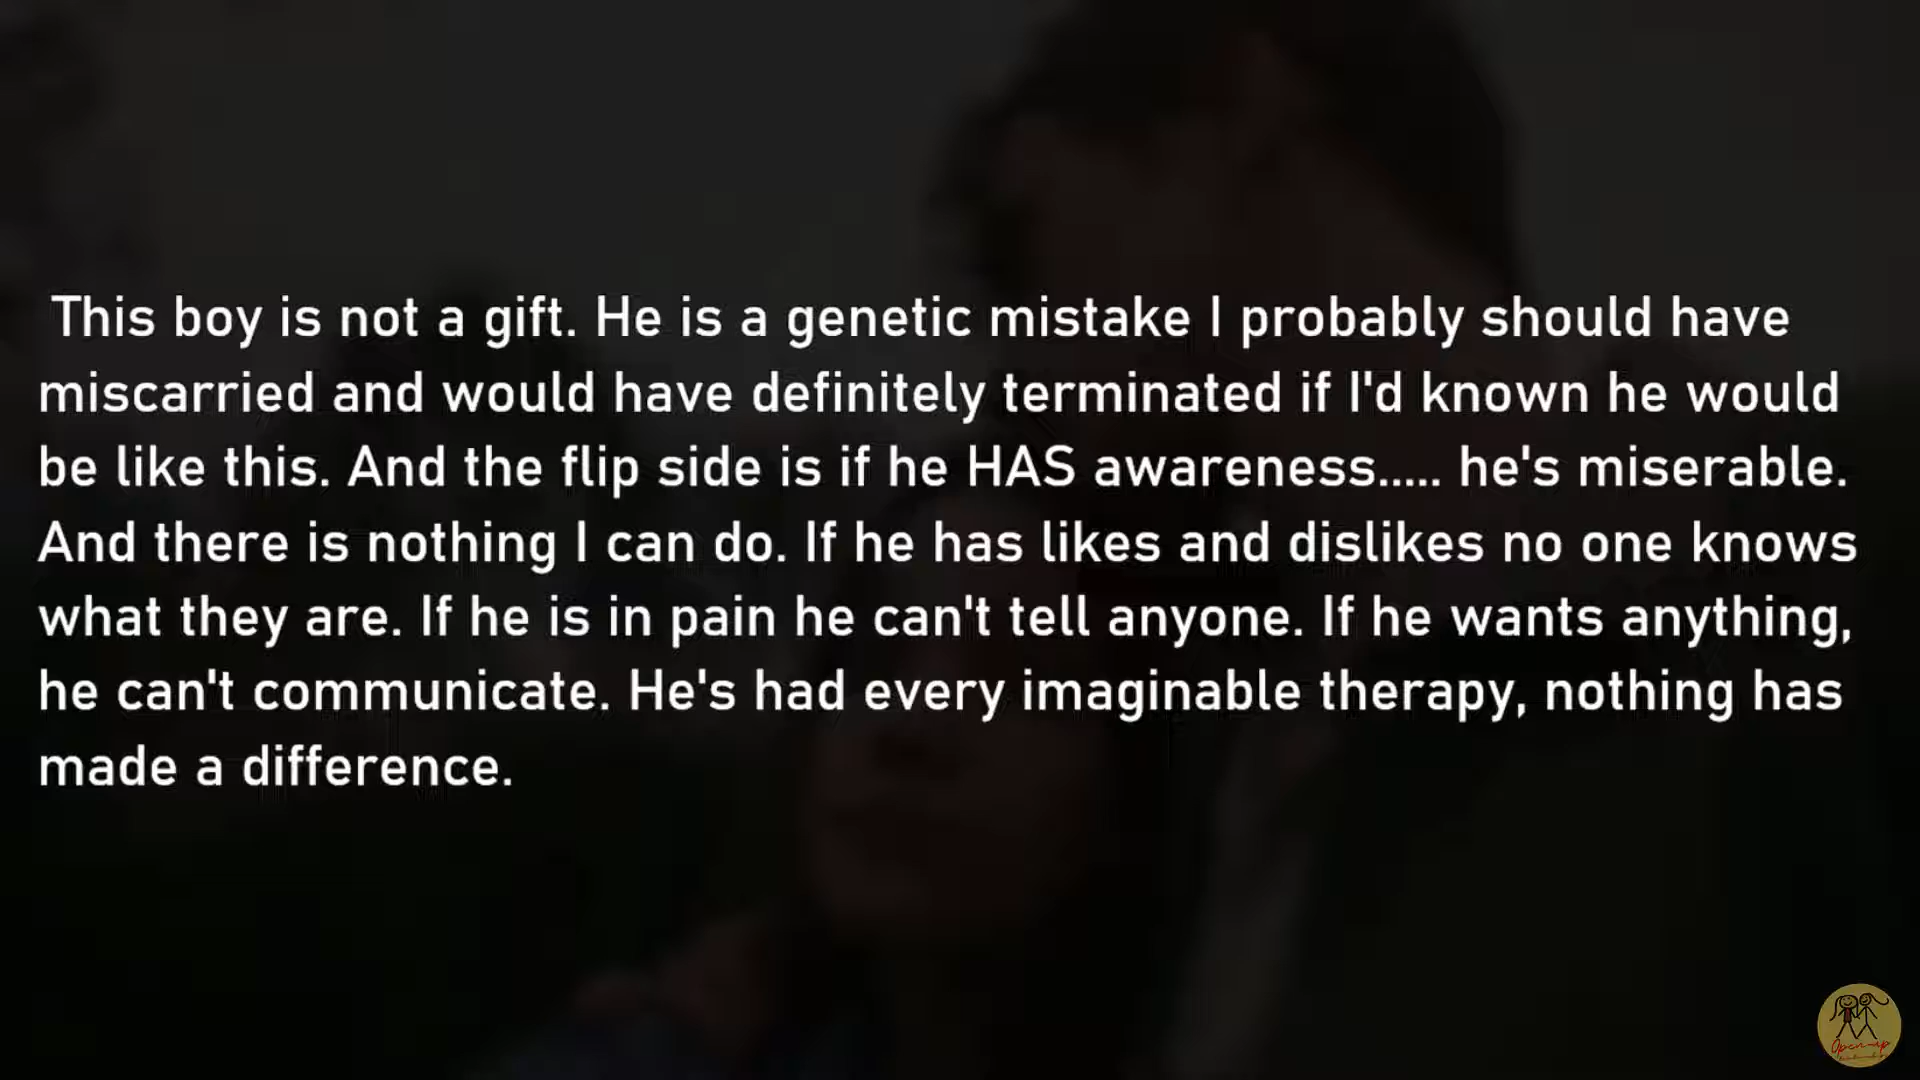 This boy is not a gift. He is a genetic mistake I probably should have
miscarried and would have definitely terminated if I'd known he would
be like this. And the flip side is if he HAS awareness..... he's miserable.
And there is nothing I can do. If he has likes and dislikes no one knows
what they are. If he is in pain he can't tell anyone. If he wants anything,
he can't communicate. He's had every imaginable therapy, nothing has
made a difference.
Open-up